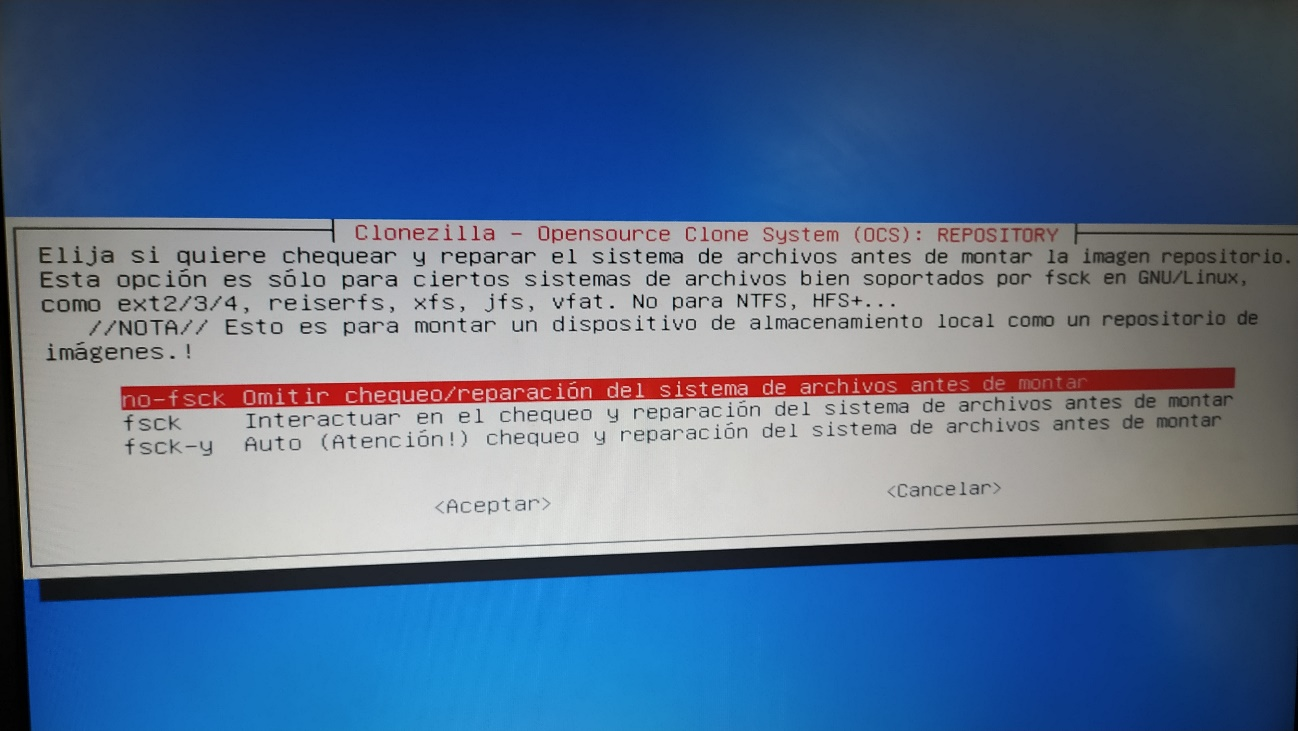 Clonezilla - Opensource Clone System (OCS): REPOSITORY
Elija si quiere chequear y reparar el sistema de archivos antes de montar la imagen repositorio.
Esta opción es sólo para ciertos sistemas de archivos bien soportados por fsck en GNU/Linux,
como ext2/3/4, reiserfs, xfs, jfs, vfat. No para NTFS, HFS+...
//NOTA// Esto es para montar un dispositivo de almacenamiento local como un repositorio de
imágenes.!
no-fsck Omitir chequeo/reparación del sistema de archivos antes de montar
fsck Interactuar en el chequeo y reparación del sistema de archivos antes de montar
fsck-y Auto (Atención!) chequeo y reparación del sistema de archivos antes de montar
<Aceptar> <Cancelar>